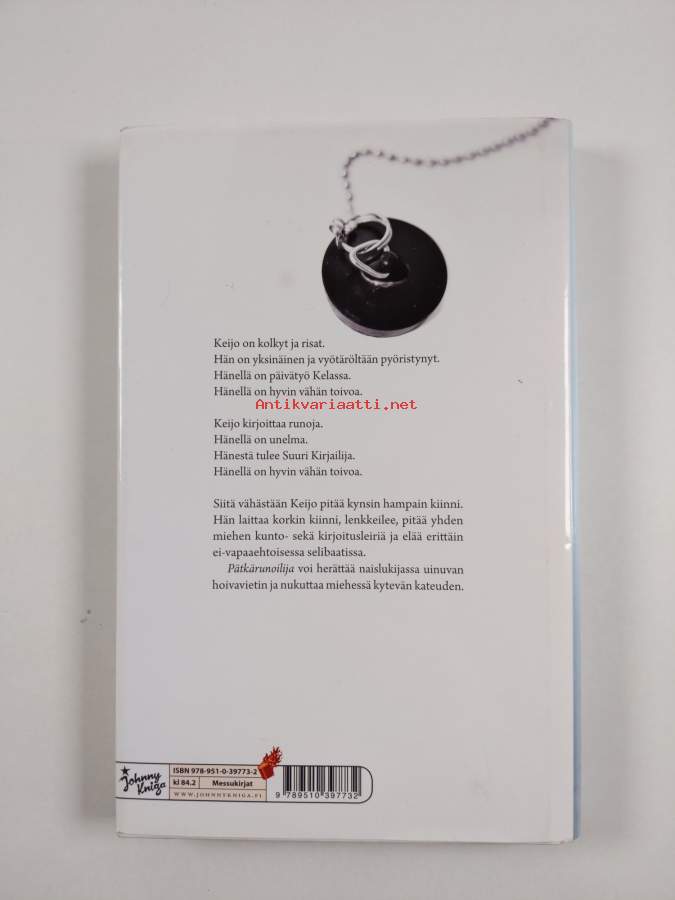 Keijo on kolkyt ja risat.
Hän on yksinäinen ja vyötäröltään pyöristynyt.
Hänellä on päivätyö Kelassa.
Hänellä on hyvin vähän toivoa.
Antikvariaatti.net
Keijo kirjoittaa runoja.
Hänellä on unelma.
Hänestä tulee Suuri Kirjailija.
Hänellä on hyvin vähän toivoa.
Siitä vähästään Keijo pitää kynsin hampain kiinni.
Hän laittaa korkin kiinni, lenkkeilee, pitää yhden
miehen kunto- sekä kirjoitusleiriä ja elää erittäin
ei-vapaaehtoisessa selibaatissa.
Pätkärunoilija voi herättää naislukijassa uinuvan
hoivavietin ja nukuttaa miehessä kytevän kateuden.
Johnny
Kniga
ISBN 978-951-0-39773-2
kl 84.2 Messukirjat
WWW.JOHNNYKNIGA.FI
9 789510 397732